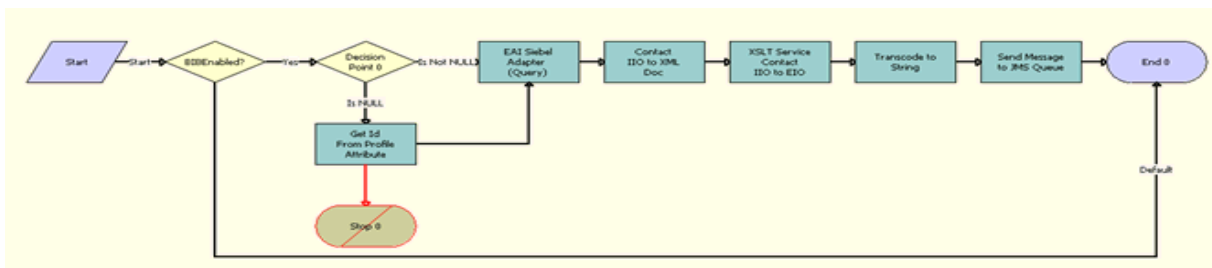 Start
Start
BIBEnabled?
Yes
Decision
Point 0
Is Not NULL
EAI Siebel
Adapter
(Query)
Contact
IIO to XML
Doc
XSLT Service
Contact
IIO to EIO
Transcode to
String
Send Message
to JMS Queue
End 0
Is NULL
Get Id
From Profile
Attribute
Default
Stop 0